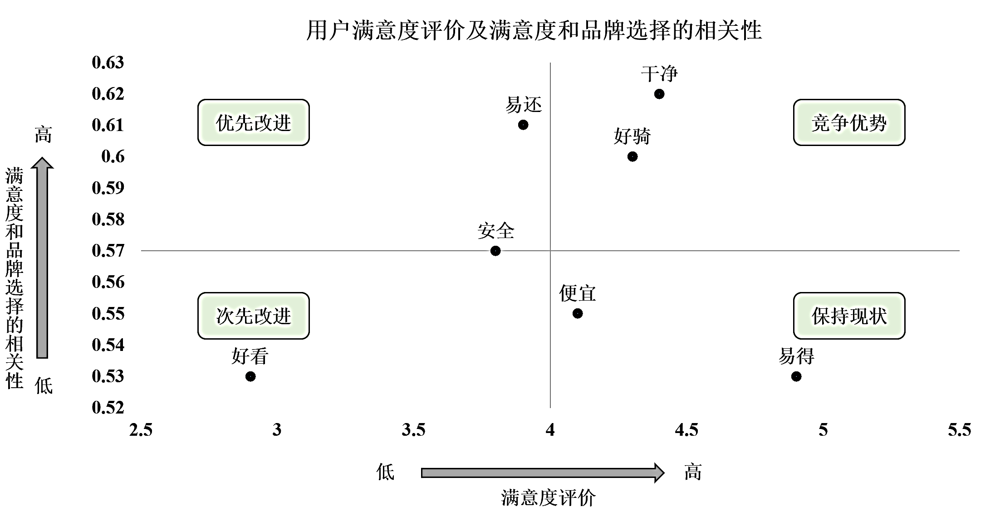 用户满意度评价及满意度和品牌选择的相关性
0.63
0.62
0.61
0.6
0.59
0.58
0.57
0.56
0.55
0.54
0.53
0.52
高
满意度和品牌选择的相关性
低
干净
易还
优先改进
竞争优势
好骑
安全
便宜
次先改进
保持现状
好看
易得
2.5
3
3.5
4
4.5
5
5.5
低
高
满意度评价